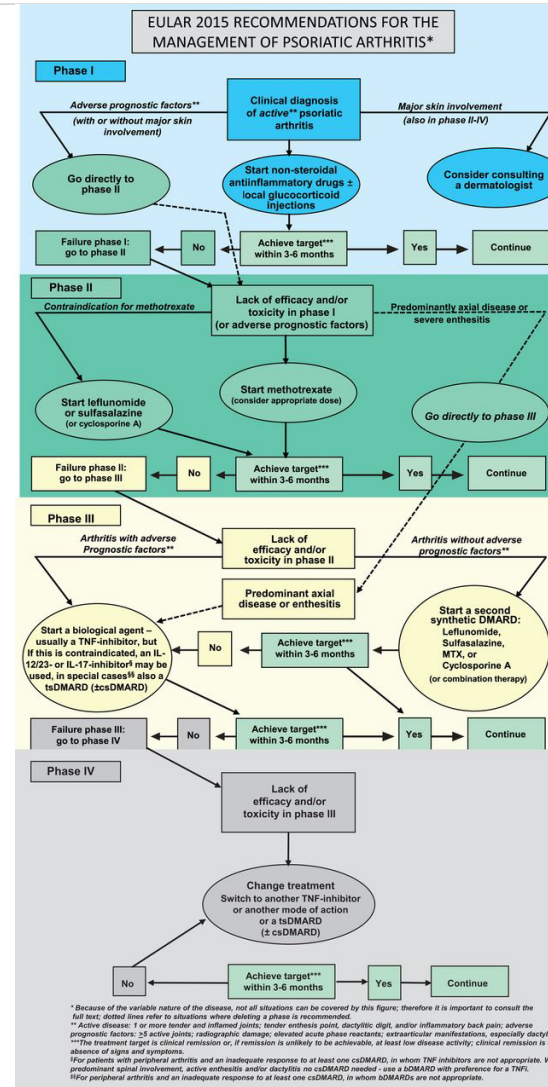 EULAR 2015 RECOMMENDATIONS FOR THE
MANAGEMENT OF PSORIATIC ARTHRITIS*
Phase I
Adverse prognostic factors**
(with or without major skin
involvement)
Clinical diagnosis
of active** psoriatic
arthritis
Major skin involvement
(also in phase II-IV)
Go directly to
phase II
Start non-steroidal
antiinflammatory drugs ±
local glucocorticoid
injections
Consider consulting
a dermatologist
Failure phase I:
go to phase II
No
Achieve target***
within 3-6 months
Yes
Continue
Phase II
Contraindication for methotrexate
Lack of efficacy and/or
toxicity in phase I
(or adverse prognostic factors)
Predominantly axial disease or
severe enthesitis
Start leflunomide
or sulfasalazine
(or cyclosporine A)
Start methotrexate
(consider appropriate dose)
Go directly to phase III
Failure phase II:
go to phase III
No
Achieve target***
within 3-6 months
Yes
Continue
Phase III
Arthritis with adverse
Prognostic factors**
Lack of
efficacy and/or
toxicity in phase II
Arthritis without adverse
prognostic factors**
Predominant axial
disease or enthesitis
Start a biological agent –
usually a TNF-inhibitor, but
If this is contraindicated, an IL-
12/23- or IL-17-inhibitor§ may be
used, in special cases§§ also a
tsDMARD (±csDMARD)
No
Achieve target***
within 3-6 months
Start a second
synthetic DMARD:
Leflunomide,
Sulfasalazine,
MTX, or
Cyclosporine A
(or combination therapy)
Failure phase III:
go to phase IV
No
Achieve target***
within 3-6 months
Yes
Continue
Phase IV
Lack of
efficacy and/or
toxicity in phase III
Change treatment
Switch to another TNF-inhibitor
or another mode of action
or a tsDMARD
(± csDMARD)
No
Achieve target***
within 3-6 months
Yes
Continue
* Because of the variable nature of the disease, not all situations can be covered by this figure; therefore it is important to consult the
full text; dotted lines refer to situations where deleting a phase is recommended.
** Active disease: 1 or more tender and inflamed joints; tender enthesis point, dactylitic digit, and/or inflammatory back pain; adverse
prognostic factors: ≥5 active joints; radiographic damage; elevated acute phase reactants; extraarticular manifestations, especially
***The treatment target is clinical remission or, if remission is unlikely to be achievable, at least low disease activity; clinical remission is
absence of signs and symptoms.
§For patients with peripheral arthritis and an inadequate response to at least one csDMARD, in whom TNF inhibitors are not appropriate.
predominant spinal involvement, active enthesitis and/or dactylitis no csDMARD needed - use a bDMARD with preference for a TNFi.
§§For peripheral arthritis and an inadequate response to at least one csDMARD, in whom bDMARDs are not appropriate.